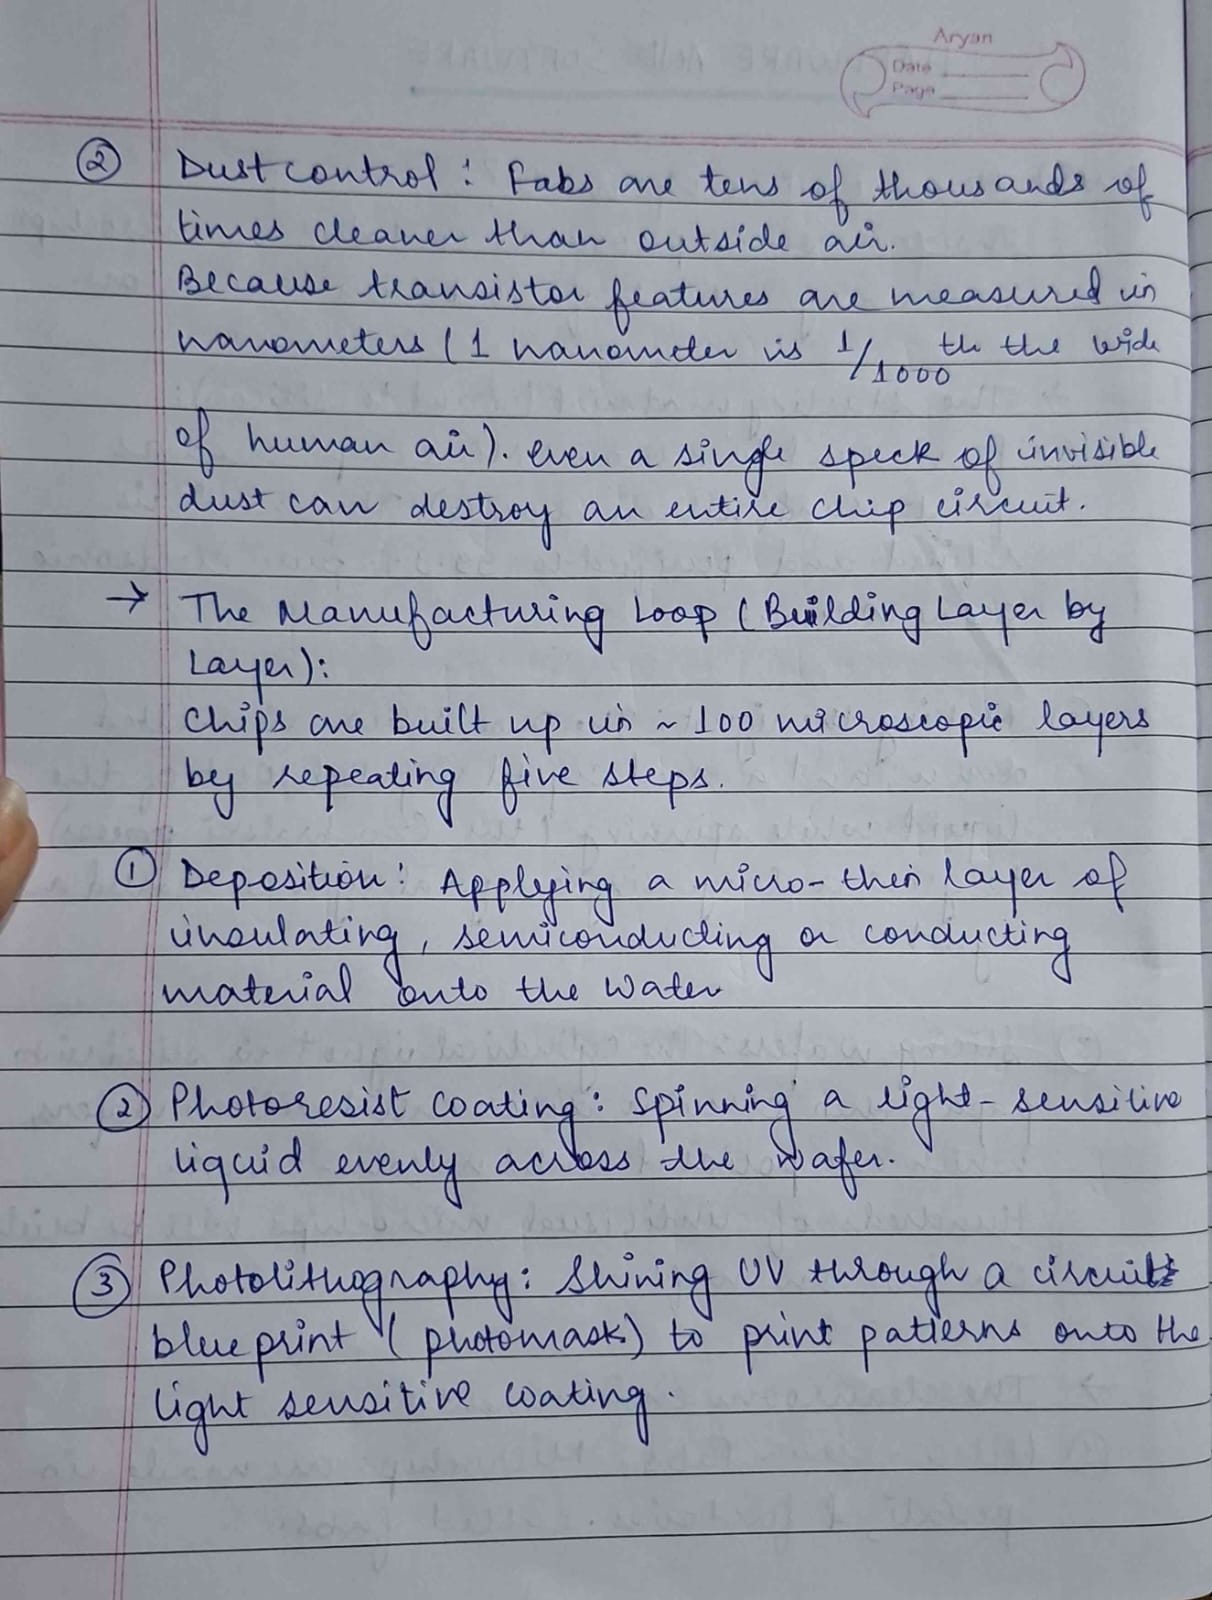 Aryan
Date
Page
② Dust control : Fabs are tens of thousands of
times cleaner than outside air.
Because transistor features are measured in
nanometers (1 nanometer is 1/1000 th the wide
of human air). even a single speck of invisible
dust can destroy an entire chip circuit.
→ The Manufacturing Loop (Building Layer by
Layer):
Chips are built up in ~ 100 microscopic layers
by repeating five steps.
① Deposition: Applying a micro-thin layer of
insulating, semiconducting or conducting
material onto the Water
② Photoresist coating: Spinning a light-sensitive
liquid evenly across the wafer.
③ Photolithography: Shining UV through a circuit
blueprint (photomask) to print patterns onto the
light sensitive coating.